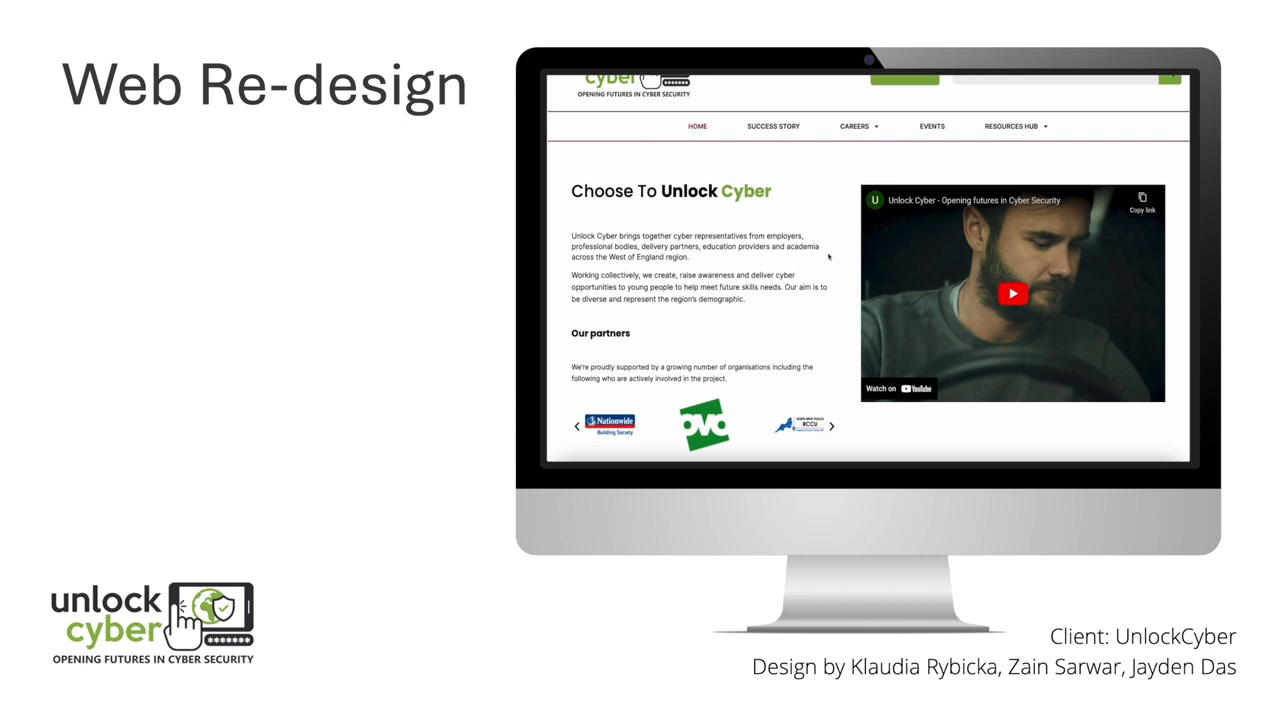 Web Re-design
cyber
OPENING FUTURES IN CYBER SECURITY
HOME SUCCESS STORY CAREERS EVENTS RESOURCES HUB
Choose To Unlock Cyber
Unlock Cyber brings together cyber representatives from employers,
professional bodies, delivery partners, education providers and academia
across the West of England region.
Working collectively, we create, raise awareness and deliver cyber
opportunities to young people to help meet future skills needs. Our aim is to
be diverse and represent the region's demographic.
Our partners
We're proudly supported by a growing number of organisations including the
following who are actively involved in the project.
Nationwide
Building Society
ovo
SOUTH WEST POLICE
RCCU
U Unlock Cyber - Opening futures in Cyber Security
Copy link
Watch on YouTube
unlock
cyber
*******
OPENING FUTURES IN CYBER SECURITY
Client: UnlockCyber
Design by Klaudia Rybicka, Zain Sarwar, Jayden Das